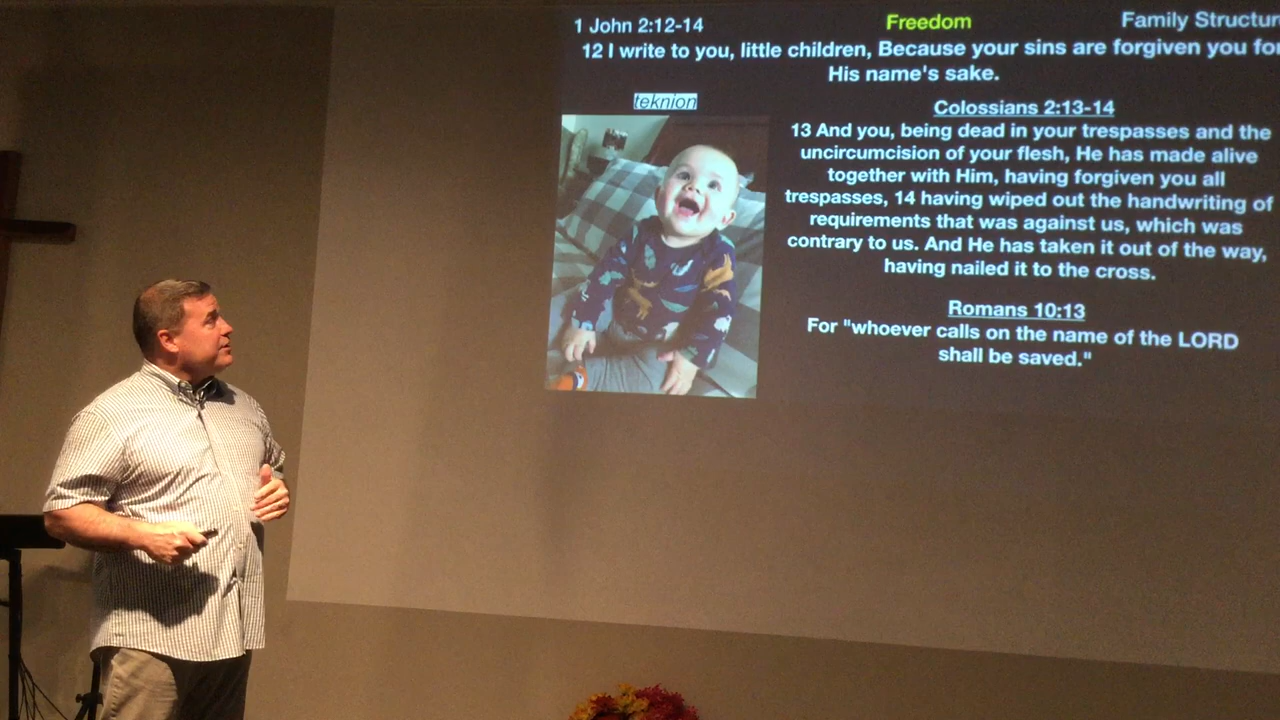 1 John 2:12-14 Freedom Family Structur
12 I write to you, little children, Because your sins are forgiven you for
His name's sake.
teknion
Colossians 2:13-14
13 And you, being dead in your trespasses and the
uncircumcision of your flesh, He has made alive
together with Him, having forgiven you all
trespasses, 14 having wiped out the handwriting of
requirements that was against us, which was
contrary to us. And He has taken it out of the way,
having nailed it to the cross.
Romans 10:13
For "whoever calls on the name of the LORD
shall be saved."